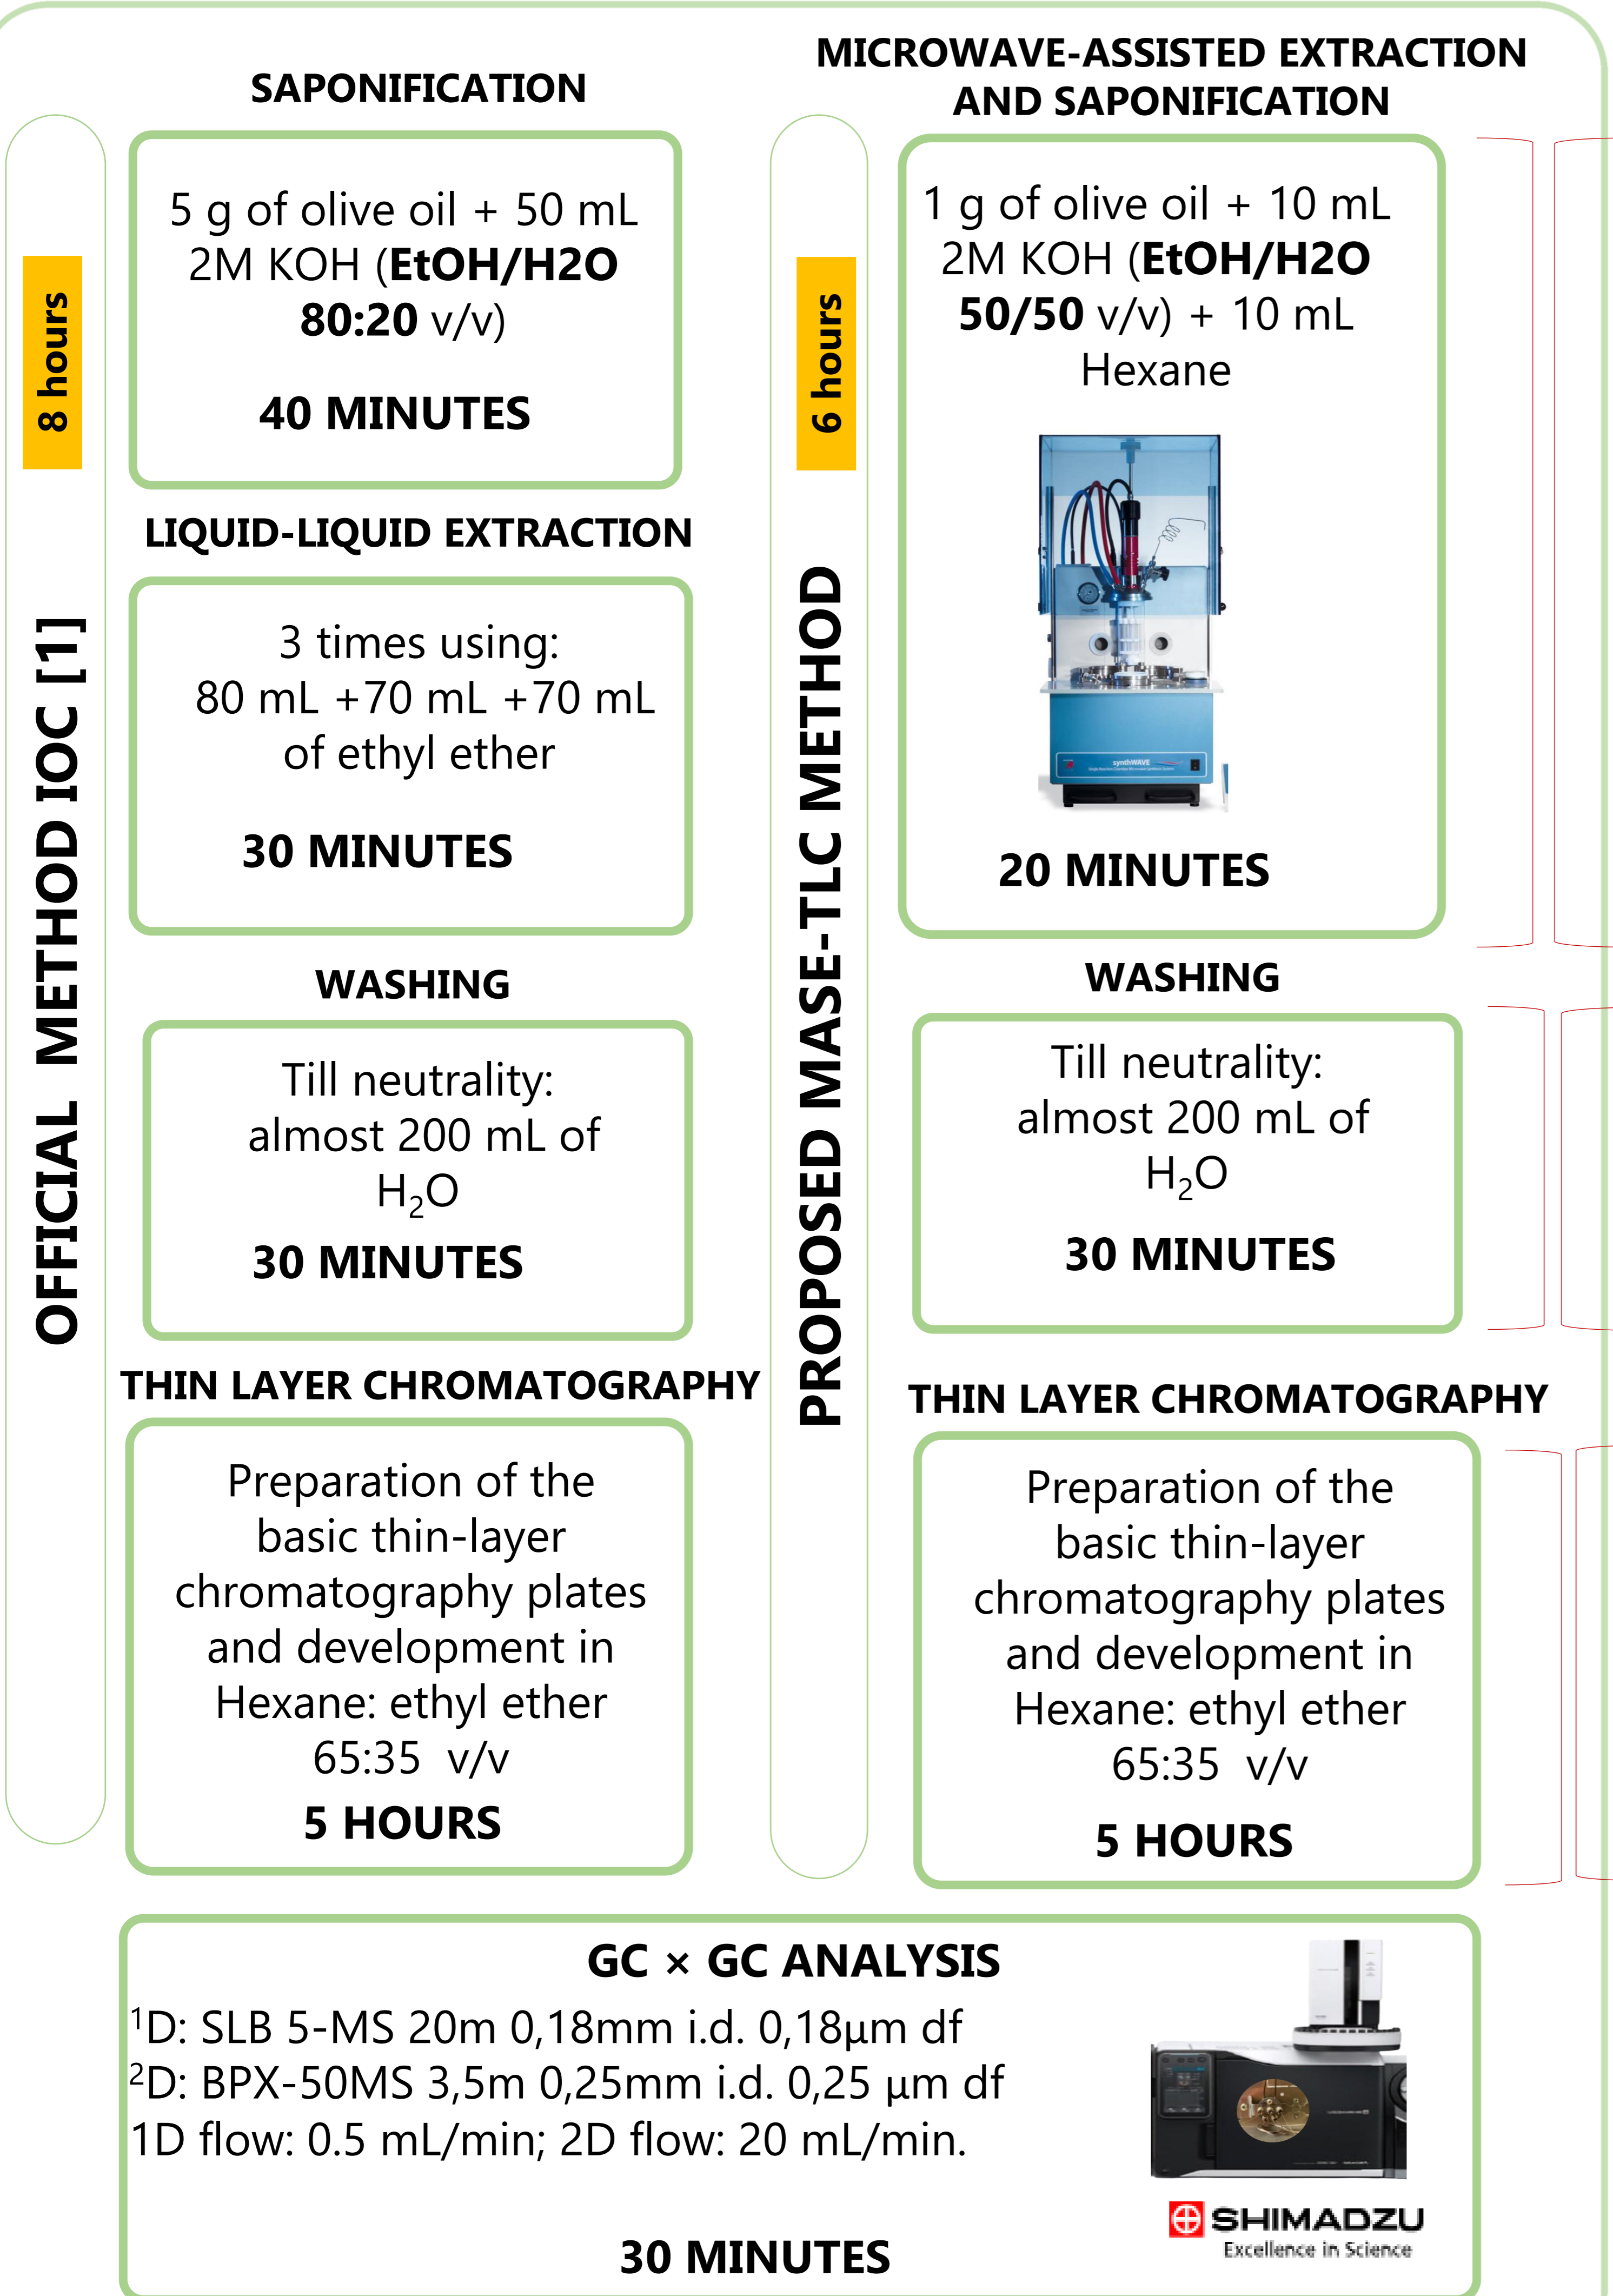 SAPONIFICATION
5 g of olive oil + 50 mL
2M KOH (EtOH/H2O
80:20 v/v)
40 MINUTES
LIQUID-LIQUID EXTRACTION
3 times using:
80 mL +70 mL +70 mL
of ethyl ether
30 MINUTES
WASHING
Till neutrality:
almost 200 mL of
H₂O
30 MINUTES
THIN LAYER CHROMATOGRAPHY
Preparation of the
basic thin-layer
chromatography plates
and development in
Hexane: ethyl ether
65:35 v/v
5 HOURS
8 hours
OFFICIAL METHOD IOC [1]
MICROWAVE-ASSISTED EXTRACTION
AND SAPONIFICATION
1 g of olive oil + 10 mL
2M KOH (EtOH/H2O
50/50 v/v) + 10 mL
Hexane
synthWAVE
20 MINUTES
WASHING
Till neutrality:
almost 200 mL of
H₂O
30 MINUTES
THIN LAYER CHROMATOGRAPHY
Preparation of the
basic thin-layer
chromatography plates
and development in
Hexane: ethyl ether
65:35 v/v
5 HOURS
6 hours
PROPOSED MASE-TLC METHOD
GC × GC ANALYSIS
¹D: SLB 5-MS 20m 0,18mm i.d. 0,18µm df
²D: BPX-50MS 3,5m 0,25mm i.d. 0,25 µm df
1D flow: 0.5 mL/min; 2D flow: 20 mL/min.
30 MINUTES
SHIMADZU
Excellence in Science